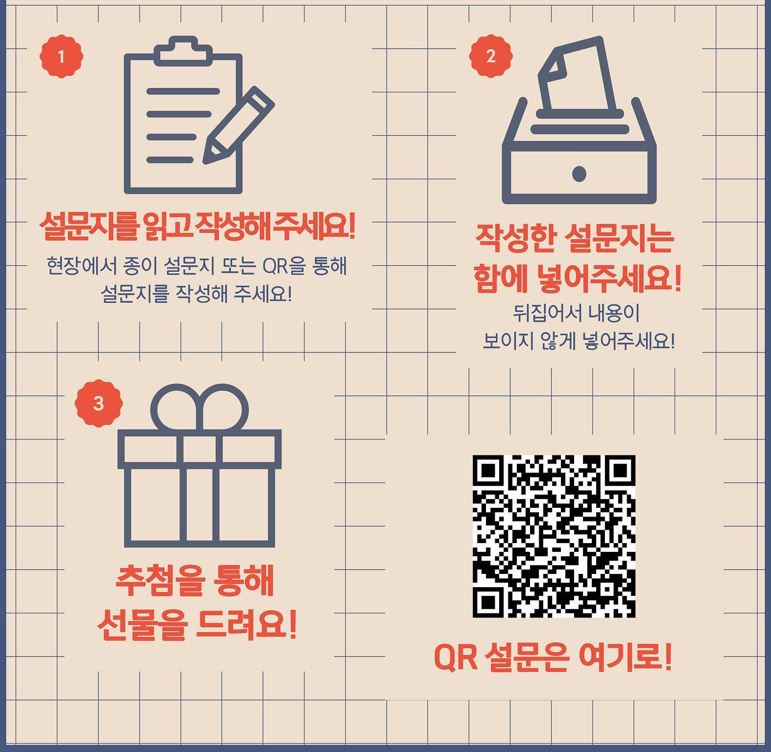 1
설문지를 읽고 작성해 주세요!
현장에서 종이 설문지 또는 QR을 통해
설문지를 작성해 주세요!
2
작성한 설문지는
함에 넣어주세요!
뒤집어서 내용이
보이지 않게 넣어주세요!
3
추첨을 통해
선물을 드려요!
QR 설문은 여기로!